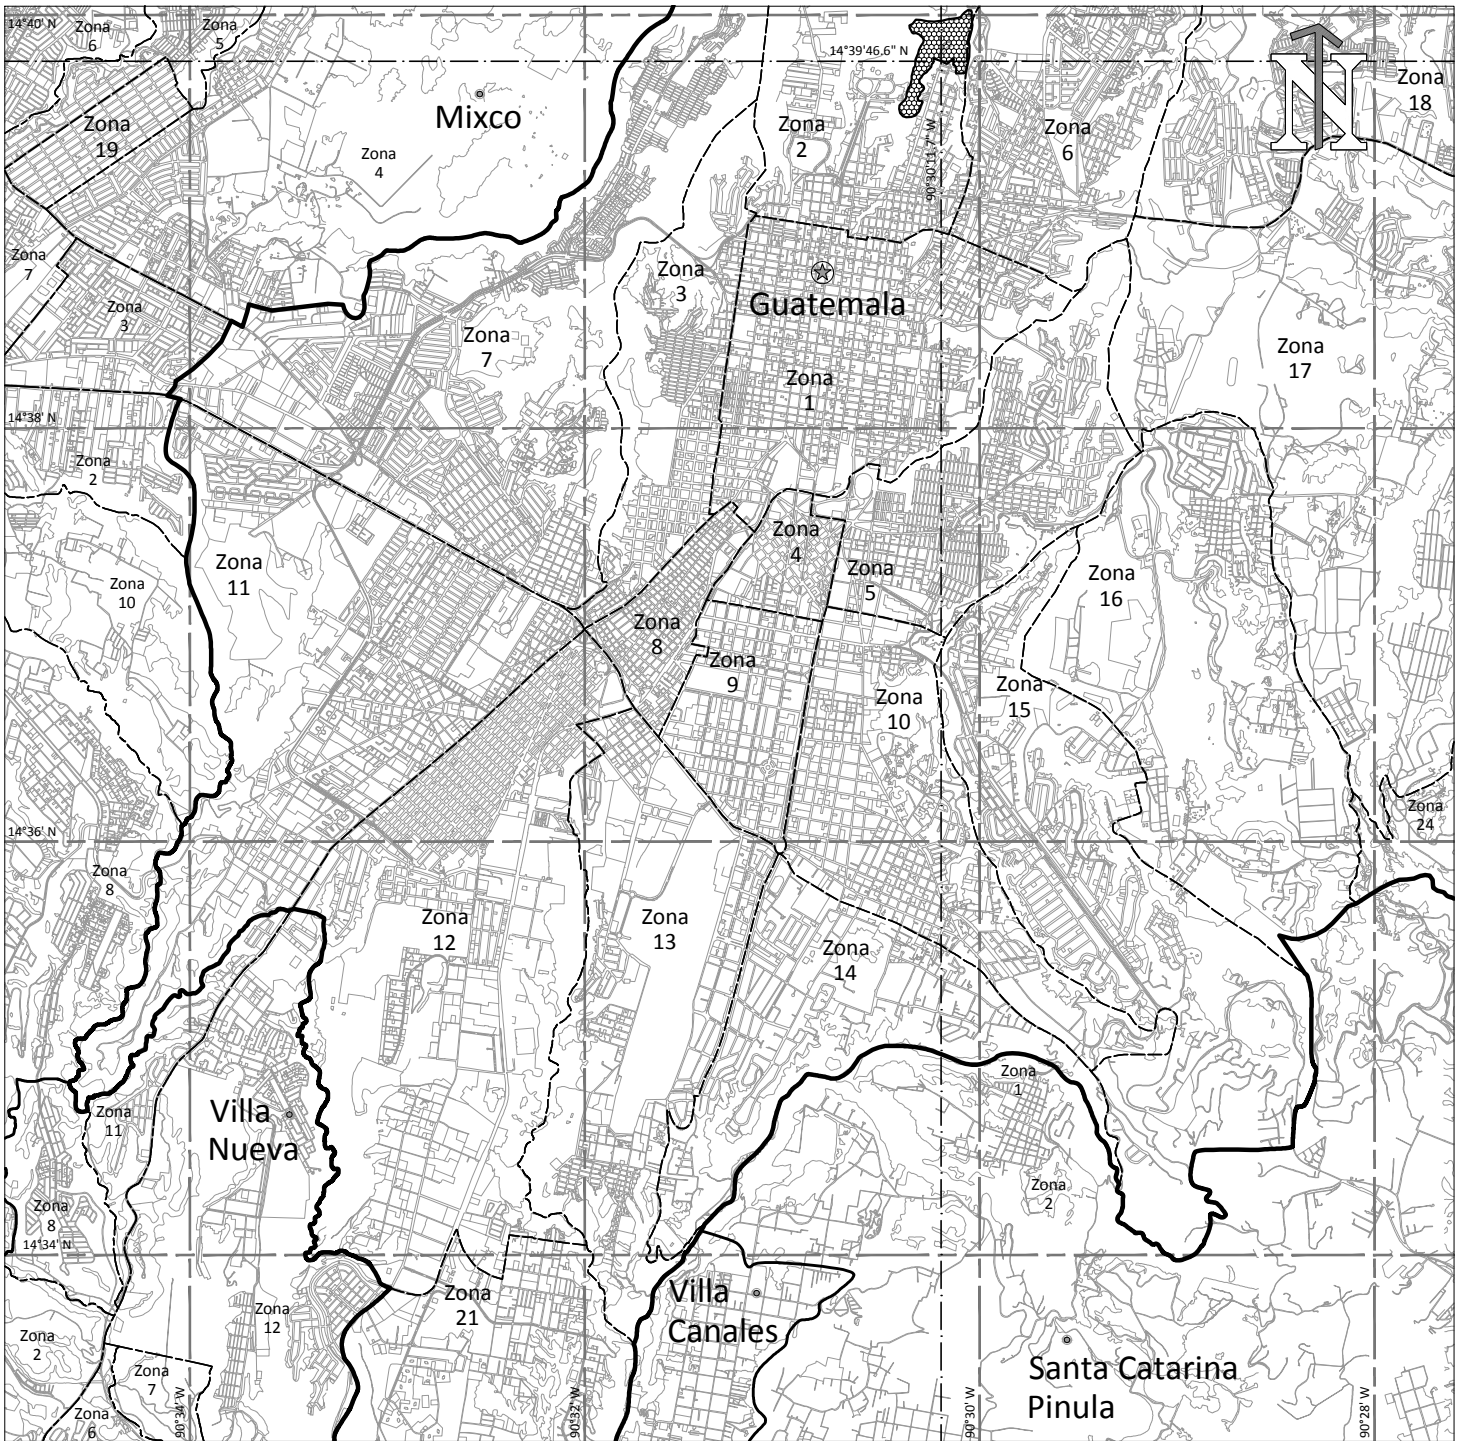 14°40' N
Zona
6
Zona
5
14°39'46.6" N
N
Zona
18
Mixco
Zona
19
Zona
4
Zona
2
Zona
6
90°30'11.7" W
Zona
7
Zona
3
Zona
3
Guatemala
Zona
7
Zona
1
Zona
17
14°38' N
Zona
2
Zona
4
Zona
11
Zona
10
Zona
5
Zona
16
Zona
8
Zona
9
Zona
10
Zona
15
Zona
24
14°36' N
Zona
8
Zona
12
Zona
13
Zona
14
Zona
1
Zona
11
Villa
Nueva
Zona
2
Zona
8
14°34' N
Zona
12
Zona
21
Villa
Canales
Zona
2
Zona
7
Zona
6
Santa Catarina
Pinula
90°34' W
90°32' W
90°30' W
90°28' W